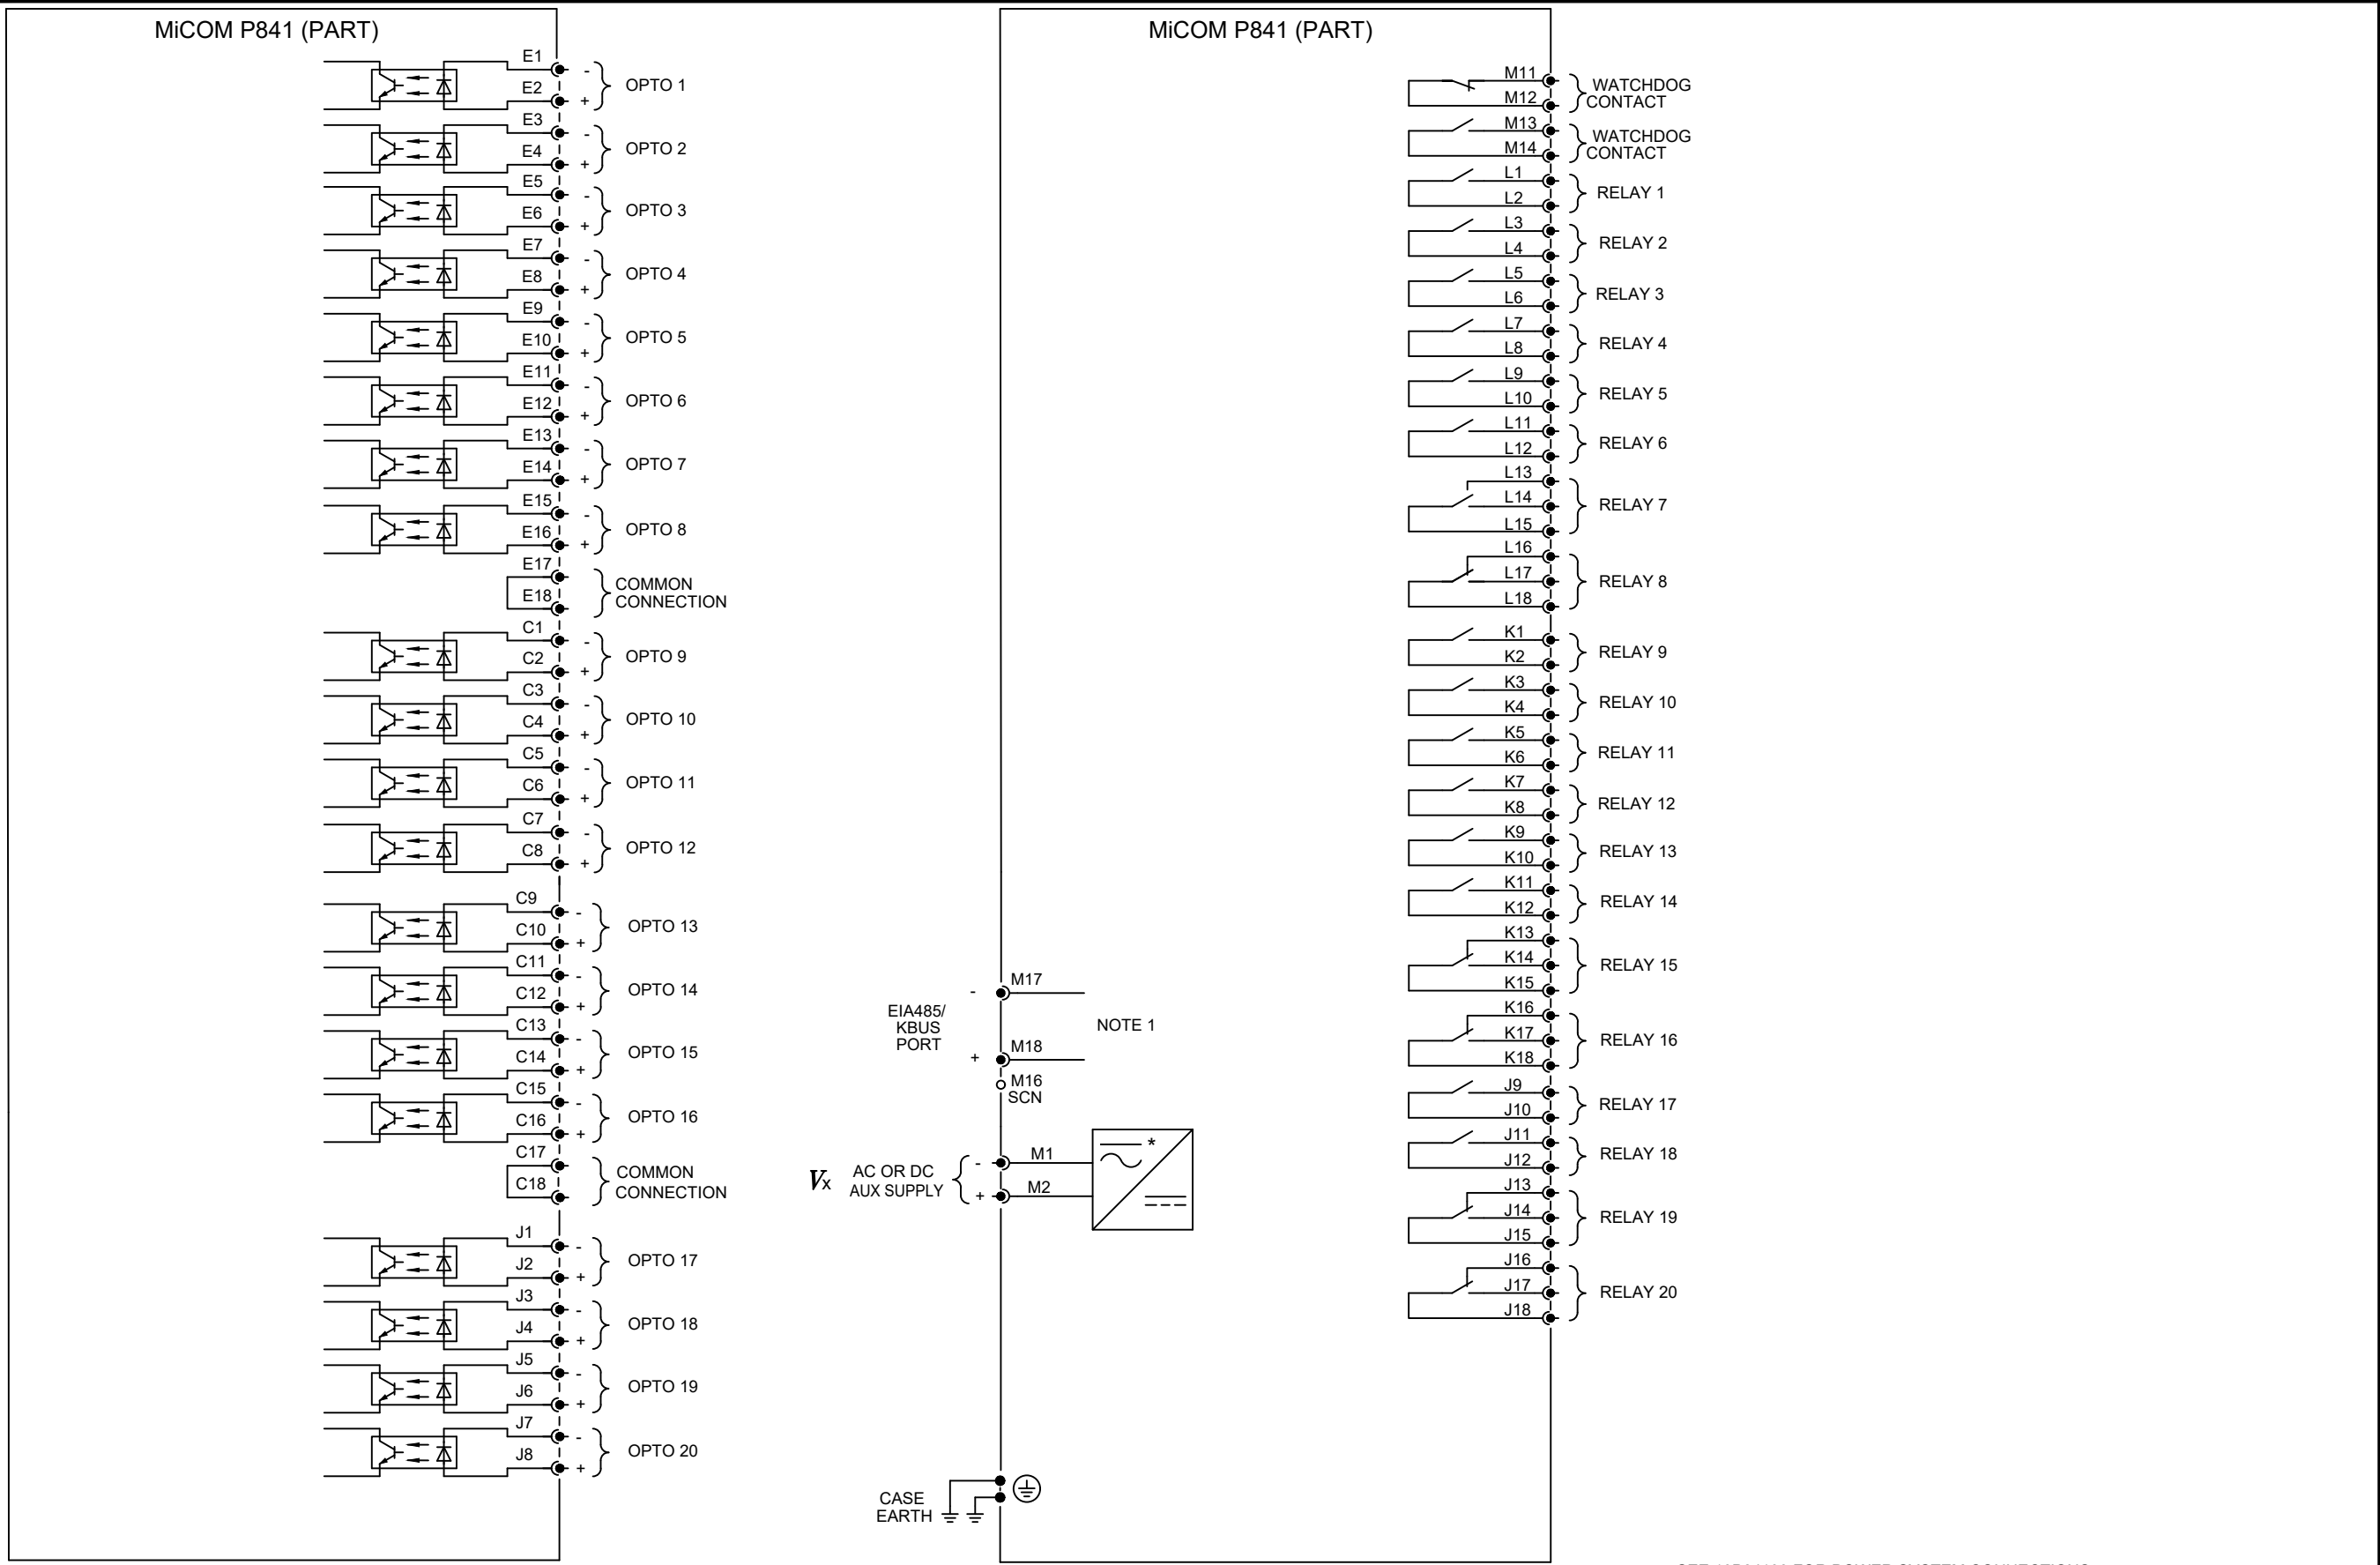 MiCOM P841 (PART)
E1
-
E2
+
OPTO 1
E3
-
E4
+
OPTO 2
E5
-
E6
+
OPTO 3
E7
-
E8
+
OPTO 4
E9
-
E10
+
OPTO 5
E11
-
E12
+
OPTO 6
E13
-
E14
+
OPTO 7
E15
-
E16
+
OPTO 8
E17
E18
COMMON
CONNECTION
C1
-
C2
+
OPTO 9
C3
-
C4
+
OPTO 10
C5
-
C6
+
OPTO 11
C7
-
C8
+
OPTO 12
C9
-
C10
+
OPTO 13
C11
-
C12
+
OPTO 14
C13
-
C14
+
OPTO 15
C15
-
C16
+
OPTO 16
C17
C18
COMMON
CONNECTION
J1
-
J2
+
OPTO 17
J3
-
J4
+
OPTO 18
J5
-
J6
+
OPTO 19
J7
-
J8
+
OPTO 20
MiCOM P841 (PART)
-
M17
EIA485/
KBUS
PORT
NOTE 1
+
M18
M16
SCN
Vx
AC OR DC
AUX SUPPLY
-
M1
+
M2
*
CASE
EARTH
M11
M12
WATCHDOG
CONTACT
M13
M14
WATCHDOG
CONTACT
L1
L2
RELAY 1
L3
L4
RELAY 2
L5
L6
RELAY 3
L7
L8
RELAY 4
L9
L10
RELAY 5
L11
L12
RELAY 6
L13
L14
L15
RELAY 7
L16
L17
L18
RELAY 8
K1
K2
RELAY 9
K3
K4
RELAY 10
K5
K6
RELAY 11
K7
K8
RELAY 12
K9
K10
RELAY 13
K11
K12
RELAY 14
K13
K14
K15
RELAY 15
K16
K17
K18
RELAY 16
J9
J10
RELAY 17
J11
J12
RELAY 18
J13
J14
J15
RELAY 19
J16
J17
J18
RELAY 20